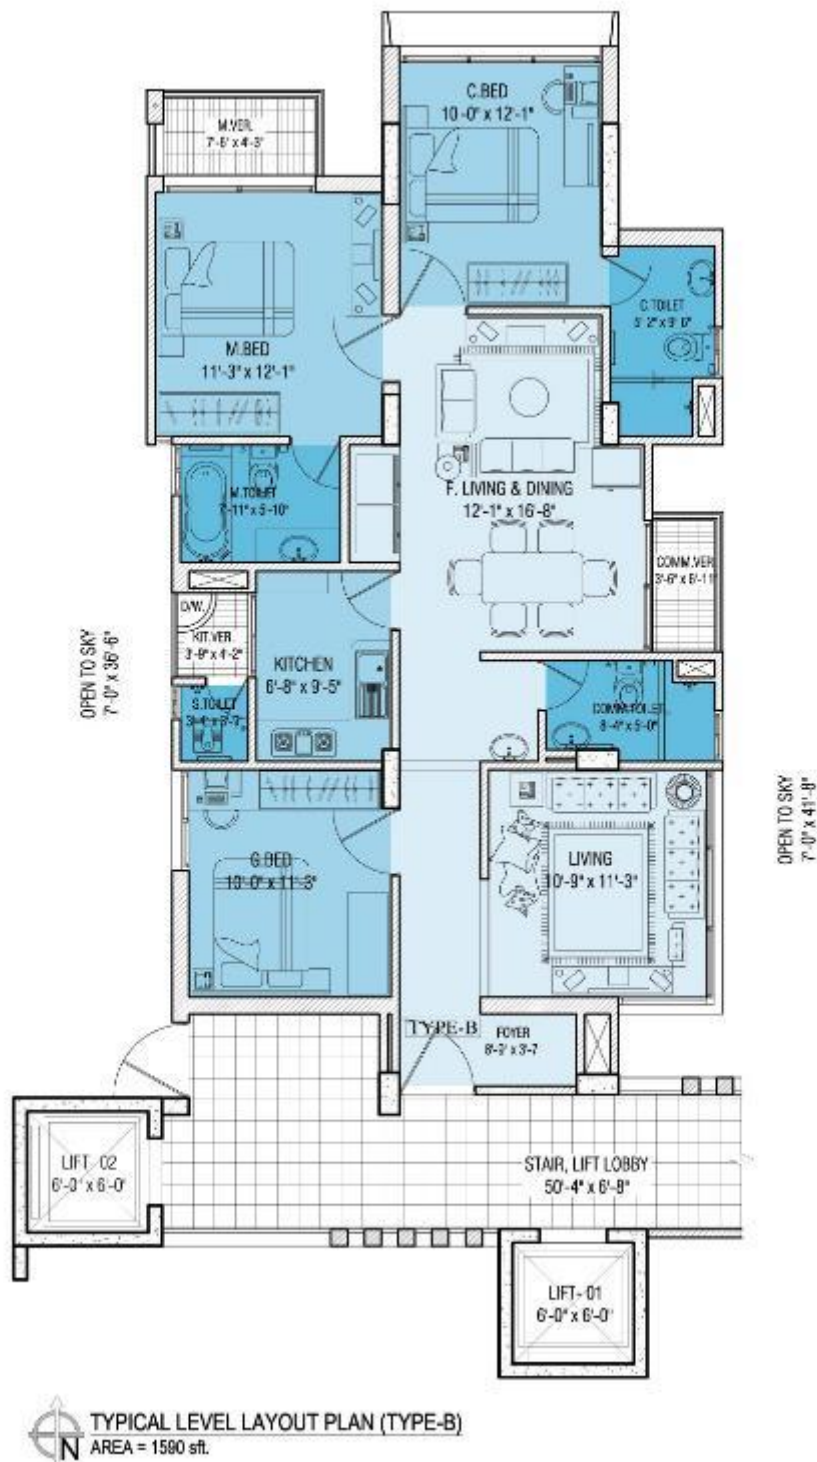 C.BED
10'-0" x 12'-1"
M.VER.
7'-6" x 4'-3"
C.TOILET
5'-2" x 9'-6"
M.BED
11'-3" x 12'-1"
M.TOILET
7'-11" x 5'-10"
F. LIVING & DINING
12'-1" x 16'-8"
COMM.VER
3'-6" x 6'-11"
D/W.
KIT.VER.
3'-9" x 4'-2"
KITCHEN
6'-8" x 9'-5"
OPEN TO SKY
7'-0" x 36'-6"
S.TOILET
COMM.TOILET
8'-4" x 5'-0"
OPEN TO SKY
7'-0" x 41'-8"
G.BED
10'-0" x 11'-3"
LIVING
10'-9" x 11'-3"
TYPE-B
FOYER
8'-9' x 3'-7
LIFT- 02
6'-0" x 6'-0"
STAIR, LIFT LOBBY
50'-4" x 6'-8"
LIFT- 01
6'-0" x 6'-0"
N
TYPICAL LEVEL LAYOUT PLAN (TYPE-B)
AREA = 1590 sft.